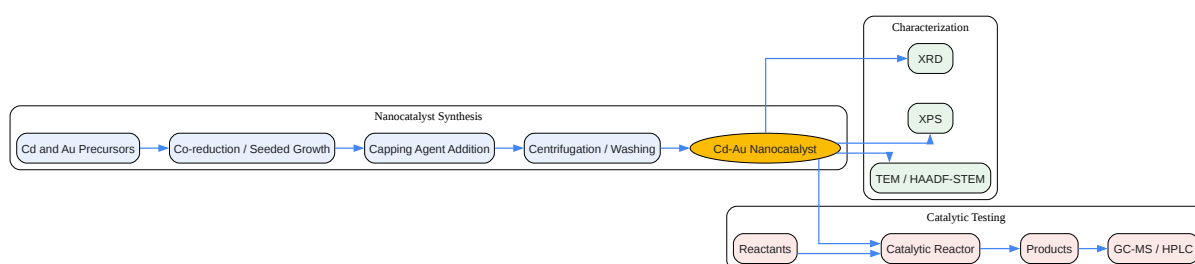 Characterization
XRD
XPS
TEM / HAADF-STEM
Nanocatalyst Synthesis
Cd and Au Precursors
Co-reduction / Seeded Growth
Capping Agent Addition
Centrifugation / Washing
Cd-Au Nanocatalyst
Catalytic Testing
Reactants
Catalytic Reactor
Products
GC-MS / HPLC